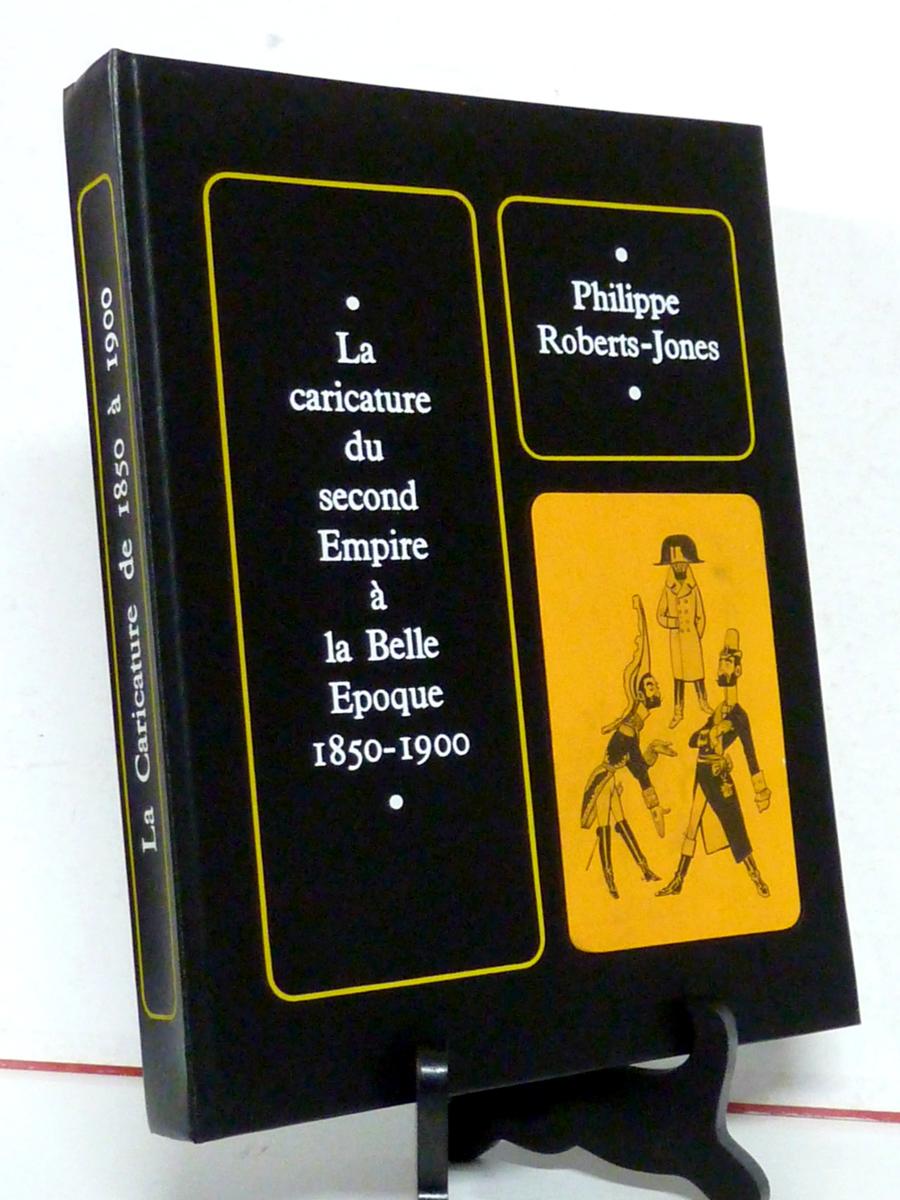 La Caricature de 1850 à 1900
La
caricature
du
second
Empire
à
la Belle
Epoque
1850-1900
Philippe
Roberts-Jones